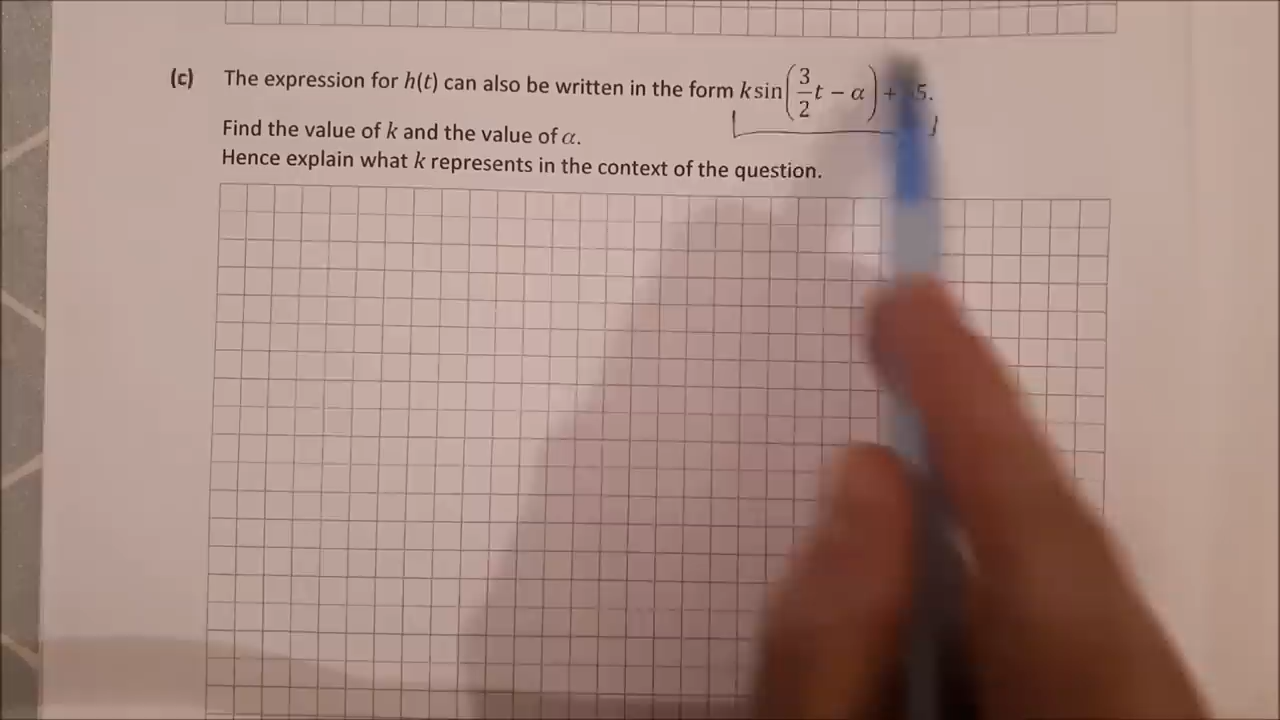 (c) The expression for h(t) can also be written in the form k sin(3/2 t − α) + 5.
Find the value of k and the value of α.
Hence explain what k represents in the context of the question.